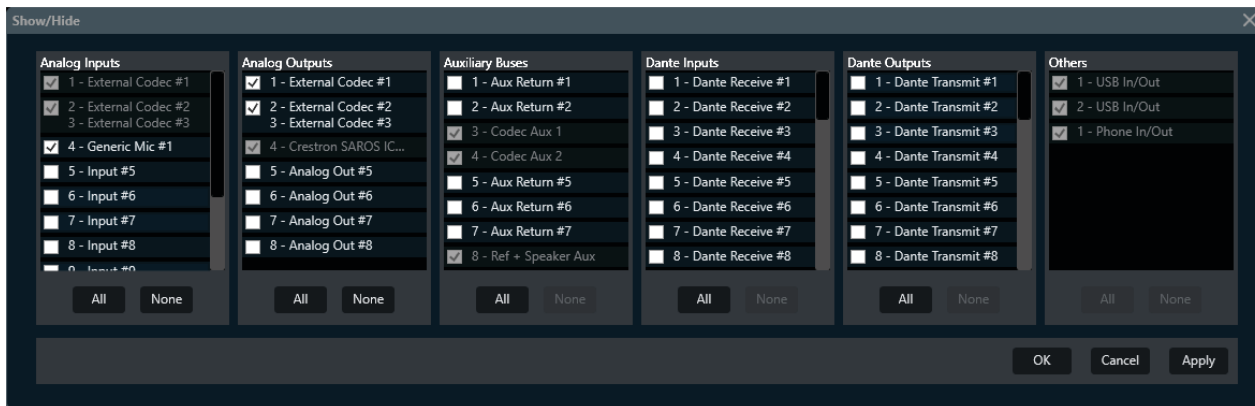 Show/Hide
Analog Inputs
1 - External Codec #1
2 - External Codec #2
3 - External Codec #3
4 - Generic Mic #1
5 - Input #5
6 - Input #6
7 - Input #7
8 - Input #8
9 - Input #9
All None
Analog Outputs
1 - External Codec #1
2 - External Codec #2
3 - External Codec #3
4 - Crestron SAROS IC...
5 - Analog Out #5
6 - Analog Out #6
7 - Analog Out #7
8 - Analog Out #8
All None
Auxiliary Buses
1 - Aux Return #1
2 - Aux Return #2
3 - Codec Aux 1
4 - Codec Aux 2
5 - Aux Return #5
6 - Aux Return #6
7 - Aux Return #7
8 - Ref + Speaker Aux
All None
Dante Inputs
1 - Dante Receive #1
2 - Dante Receive #2
3 - Dante Receive #3
4 - Dante Receive #4
5 - Dante Receive #5
6 - Dante Receive #6
7 - Dante Receive #7
8 - Dante Receive #8
All None
Dante Outputs
1 - Dante Transmit #1
2 - Dante Transmit #2
3 - Dante Transmit #3
4 - Dante Transmit #4
5 - Dante Transmit #5
6 - Dante Transmit #6
7 - Dante Transmit #7
8 - Dante Transmit #8
All None
Others
1 - USB In/Out
2 - USB In/Out
1 - Phone In/Out
All None
OK Cancel Apply